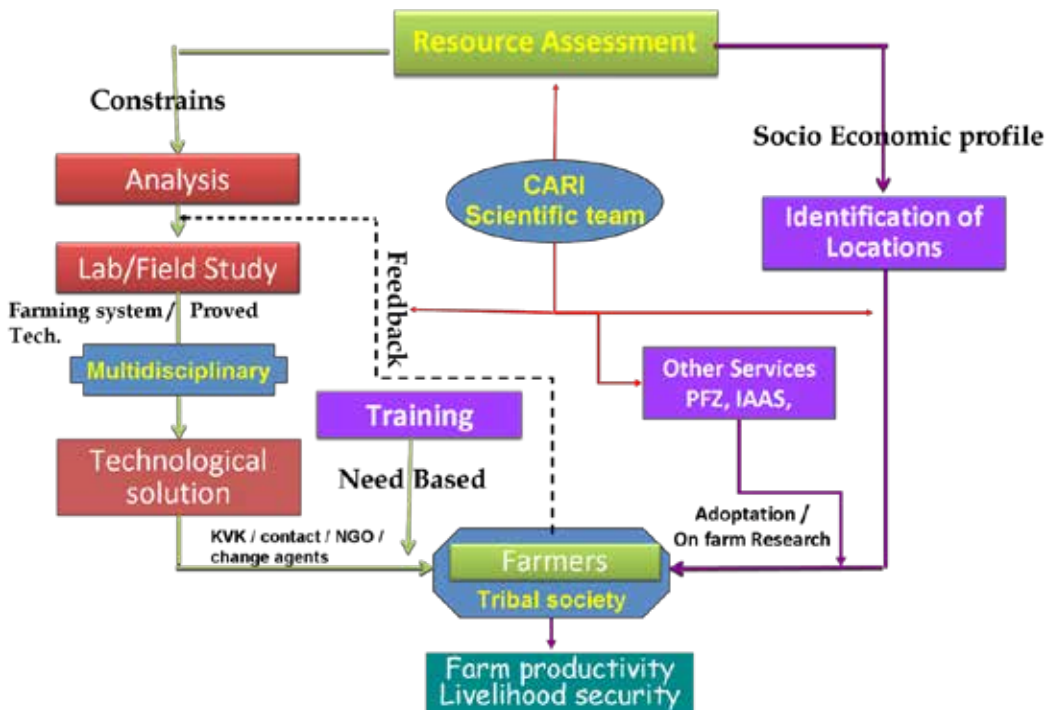 Resource Assessment
Constrains
Socio Economic profile
Analysis
CARI
Scientific team
Identification of
Locations
Lab/Field Study
Feedback
Farming system / Proved
Tech.
Multidisciplinary
Other Services
PFZ, IAAS,
Training
Technological
solution
Need Based
Adoptation /
On farm Research
KVK / contact / NGO /
change agents
Farmers
Tribal society
Farm productivity
Livelihood security